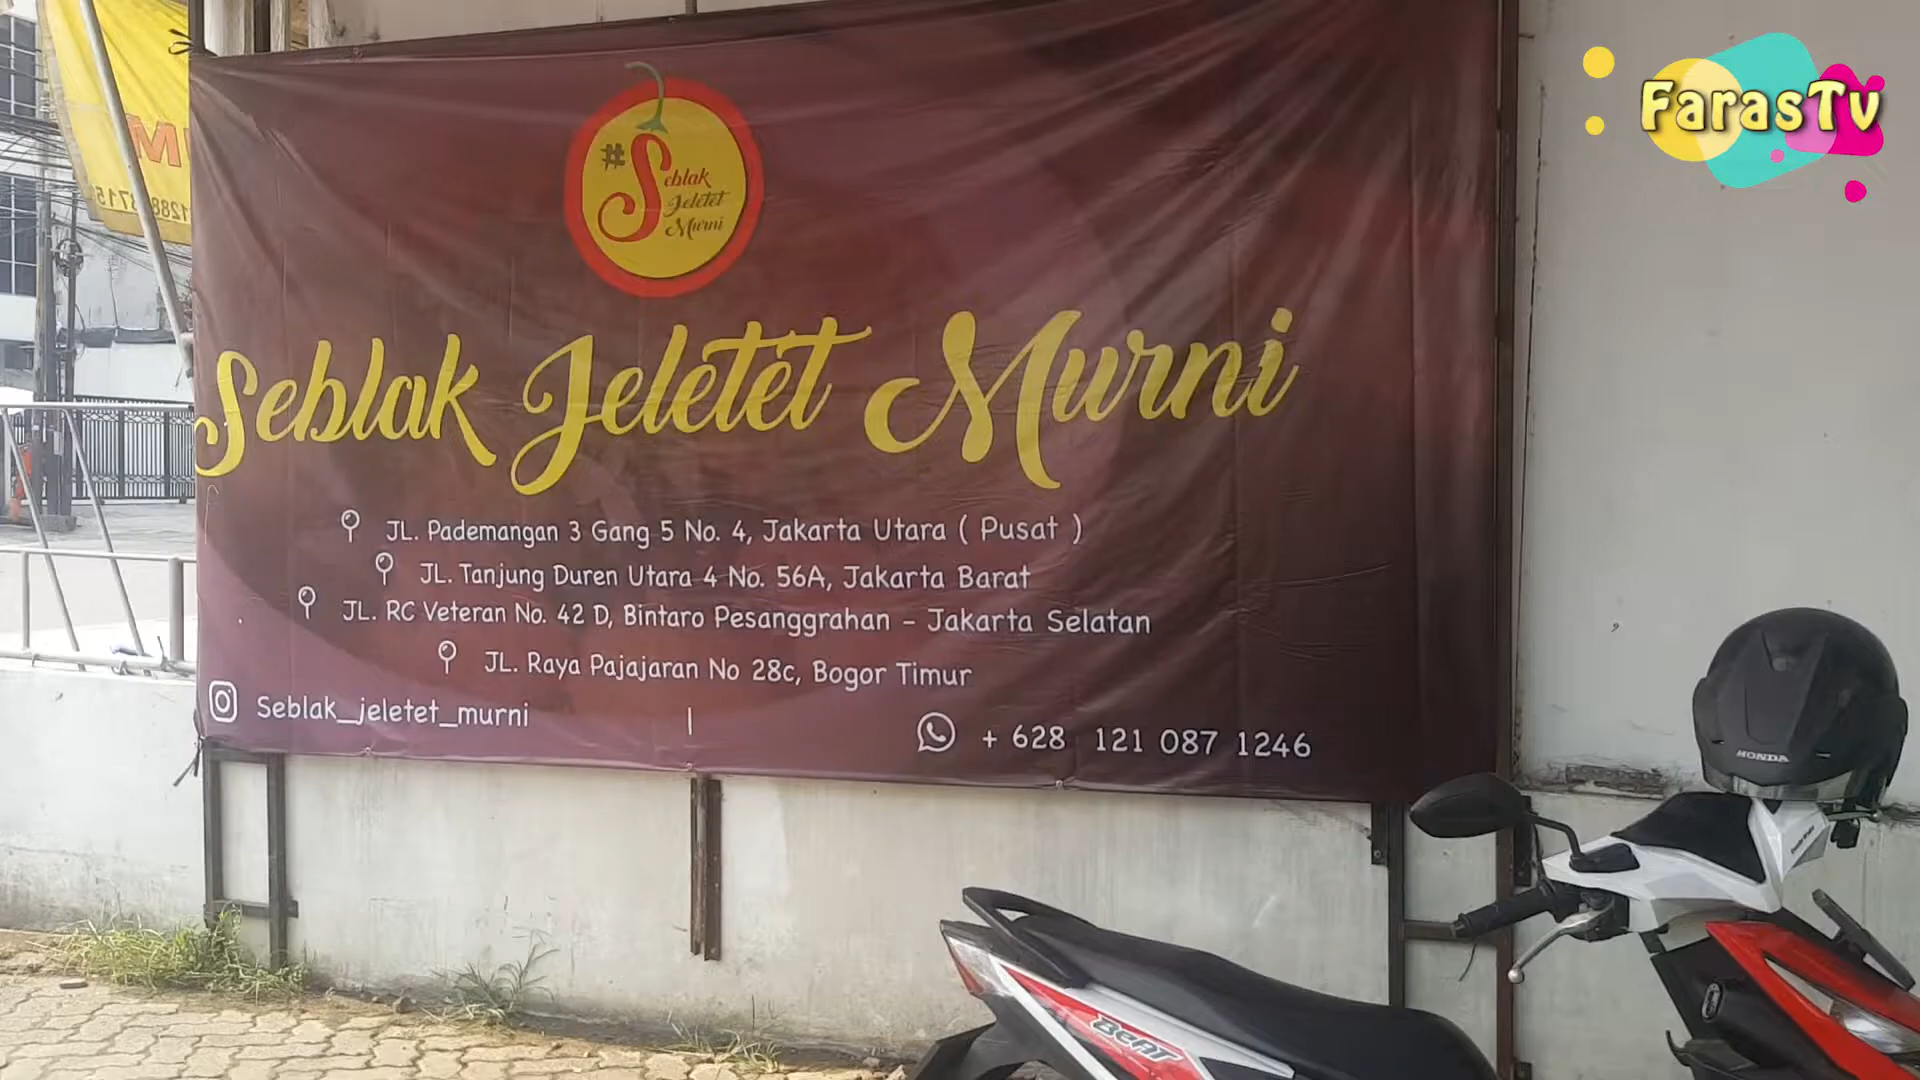 FarasTv
# Seblak
Jeletet
Murni
Seblak Jeletet Murni
JL. Pademangan 3 Gang 5 No. 4, Jakarta Utara ( Pusat )
JL. Tanjung Duren Utara 4 No. 56A, Jakarta Barat
JL. RC Veteran No. 42 D, Bintaro Pesanggrahan - Jakarta Selatan
JL. Raya Pajajaran No 28c, Bogor Timur
Seblak_jeletet_murni | + 628 121 087 1246
HONDA
BeAT